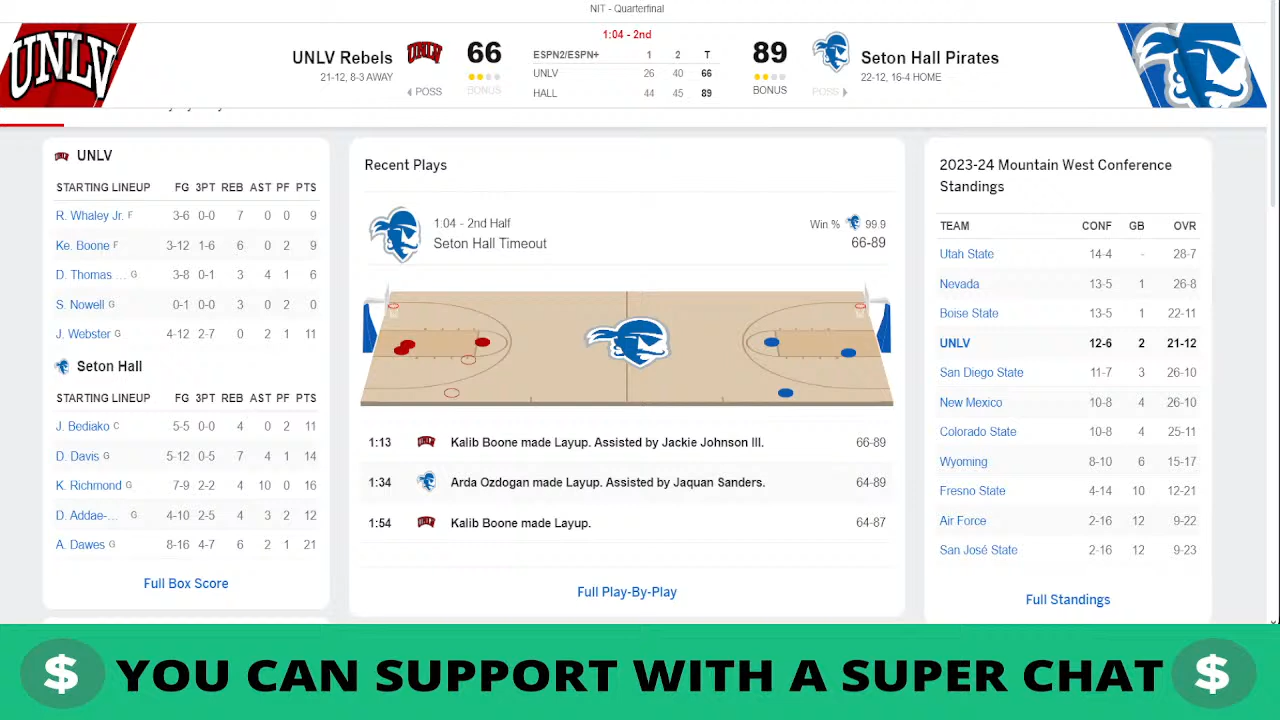 NIT - Quarterfinal
UNLV
UNLV Rebels
21-12, 8-3 AWAY
UNLV
POSS
66
BONUS
1:04 - 2nd
ESPN2/ESPN+ 1 2 T
UNLV 26 40 66
HALL 44 45 89
89
BONUS
POSS
Seton Hall Pirates
22-12, 16-4 HOME
UNLV
STARTING LINEUP FG 3PT REB AST PF PTS
R. Whaley Jr. F 3-6 0-0 7 0 0 9
Ke. Boone F 3-12 1-6 6 0 2 9
D. Thomas ... G 3-8 0-1 3 4 1 6
S. Nowell G 0-1 0-0 3 0 2 0
J. Webster G 4-12 2-7 0 2 1 11
Seton Hall
STARTING LINEUP FG 3PT REB AST PF PTS
J. Bediako C 5-5 0-0 4 0 2 11
D. Davis G 5-12 0-5 7 4 1 14
K. Richmond G 7-9 2-2 4 10 0 16
D. Addae-... G 4-10 2-5 4 3 2 12
A. Dawes G 8-16 4-7 6 2 1 21
Full Box Score
Recent Plays
1:04 - 2nd Half
Seton Hall Timeout
Win % 99.9
66-89
1:13 Kalib Boone made Layup. Assisted by Jackie Johnson III. 66-89
1:34 Arda Ozdogan made Layup. Assisted by Jaquan Sanders. 64-89
1:54 Kalib Boone made Layup. 64-87
Full Play-By-Play
2023-24 Mountain West Conference
Standings
TEAM CONF GB OVR
Utah State 14-4 - 28-7
Nevada 13-5 1 26-8
Boise State 13-5 1 22-11
UNLV 12-6 2 21-12
San Diego State 11-7 3 26-10
New Mexico 10-8 4 26-10
Colorado State 10-8 4 25-11
Wyoming 8-10 6 15-17
Fresno State 4-14 10 12-21
Air Force 2-16 12 9-22
San José State 2-16 12 9-23
Full Standings
$ YOU CAN SUPPORT WITH A SUPER CHAT $